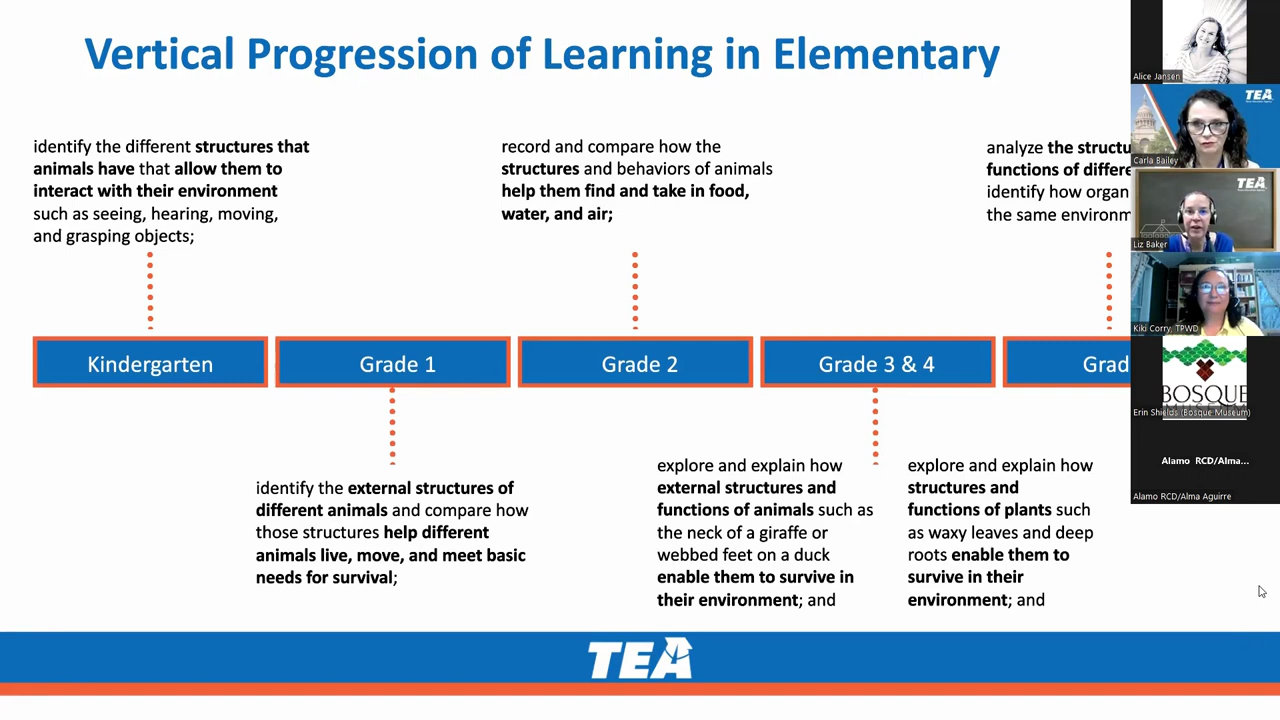 Vertical Progression of Learning in Elementary
identify the different structures that
animals have that allow them to
interact with their environment
such as seeing, hearing, moving,
and grasping objects;
record and compare how the
structures and behaviors of animals
help them find and take in food,
water, and air;
analyze the structu
functions of differe
identify how organ
the same environm
Kindergarten
Grade 1
Grade 2
Grade 3 & 4
Grad
identify the external structures of
different animals and compare how
those structures help different
animals live, move, and meet basic
needs for survival;
explore and explain how
external structures and
functions of animals such as
the neck of a giraffe or
webbed feet on a duck
enable them to survive in
their environment; and
explore and explain how
structures and
functions of plants such
as waxy leaves and deep
roots enable them to
survive in their
environment; and
TEA
Alice Jansen
TEA
Carla Bailey
TEA
Liz Baker
Kiki Corry, TPWD
BOSQUE
Erin Shields (Bosque Museum)
Alamo RCD/Alma...
Alamo RCD/Alma Aguirre